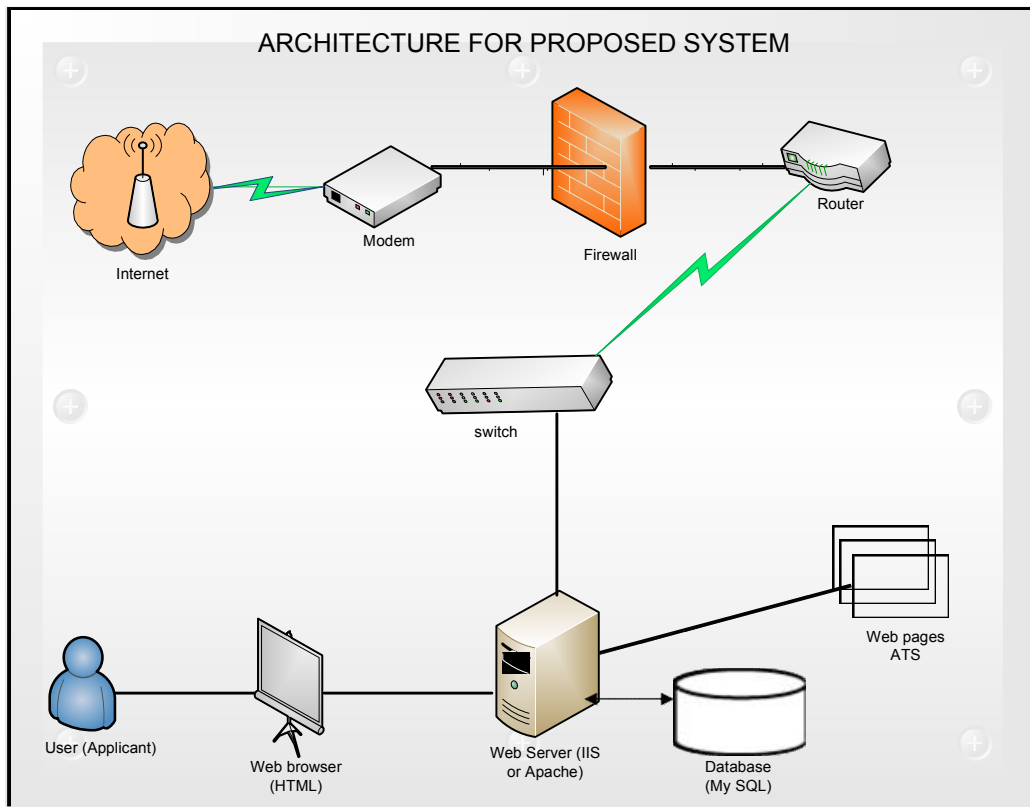 ARCHITECTURE FOR PROPOSED SYSTEM
Internet
Modem
Firewall
Router
switch
Web pages
ATS
User (Applicant)
Web browser
(HTML)
Web Server (IIS
or Apache)
Database
(My SQL)